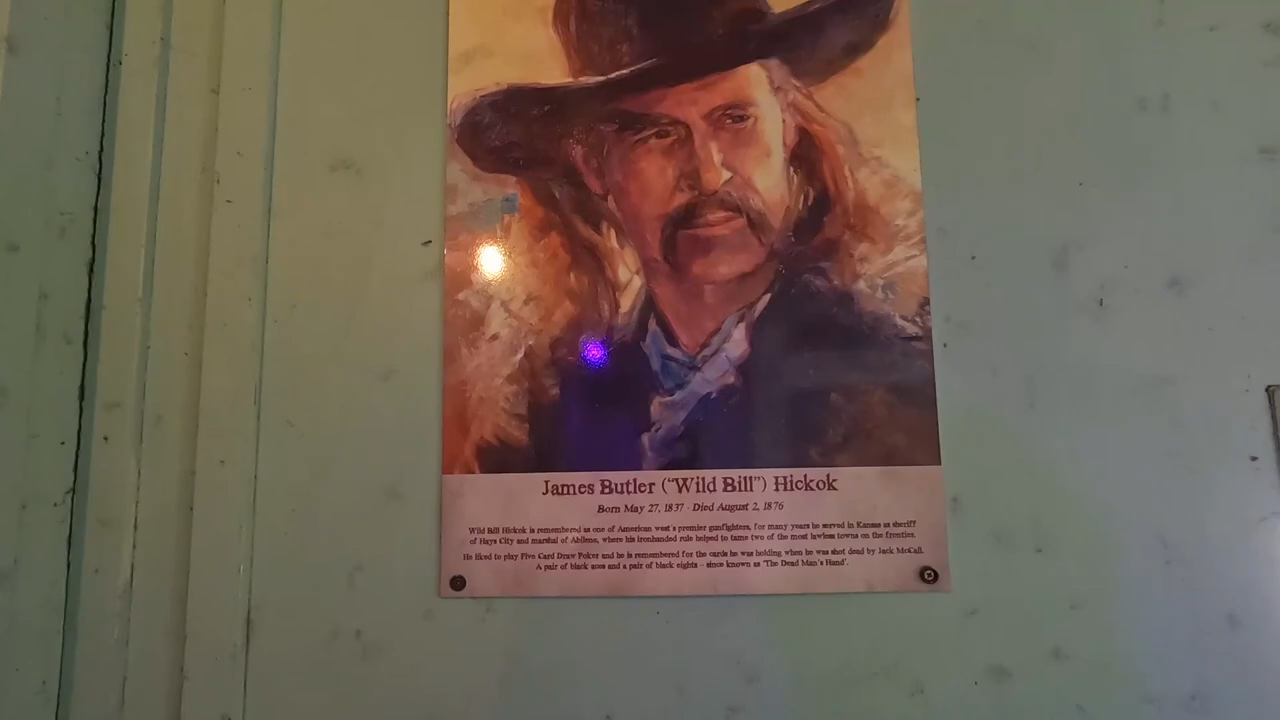 James Butler ("Wild Bill") Hickok
Born May 27, 1837 · Died August 2, 1876
Wild Bill Hickok is remembered as one of American west's premier gunfighters, for many years he served in Kansas as sheriff
of Hays City and marshal of Abilene, where his ironhanded rule helped to tame two of the most lawless towns on the frontier.
He liked to play Five Card Draw Poker and he is remembered for the cards he was holding when he was shot dead by Jack McCall.
A pair of black aces and a pair of black eights - since known as 'The Dead Man's Hand'.